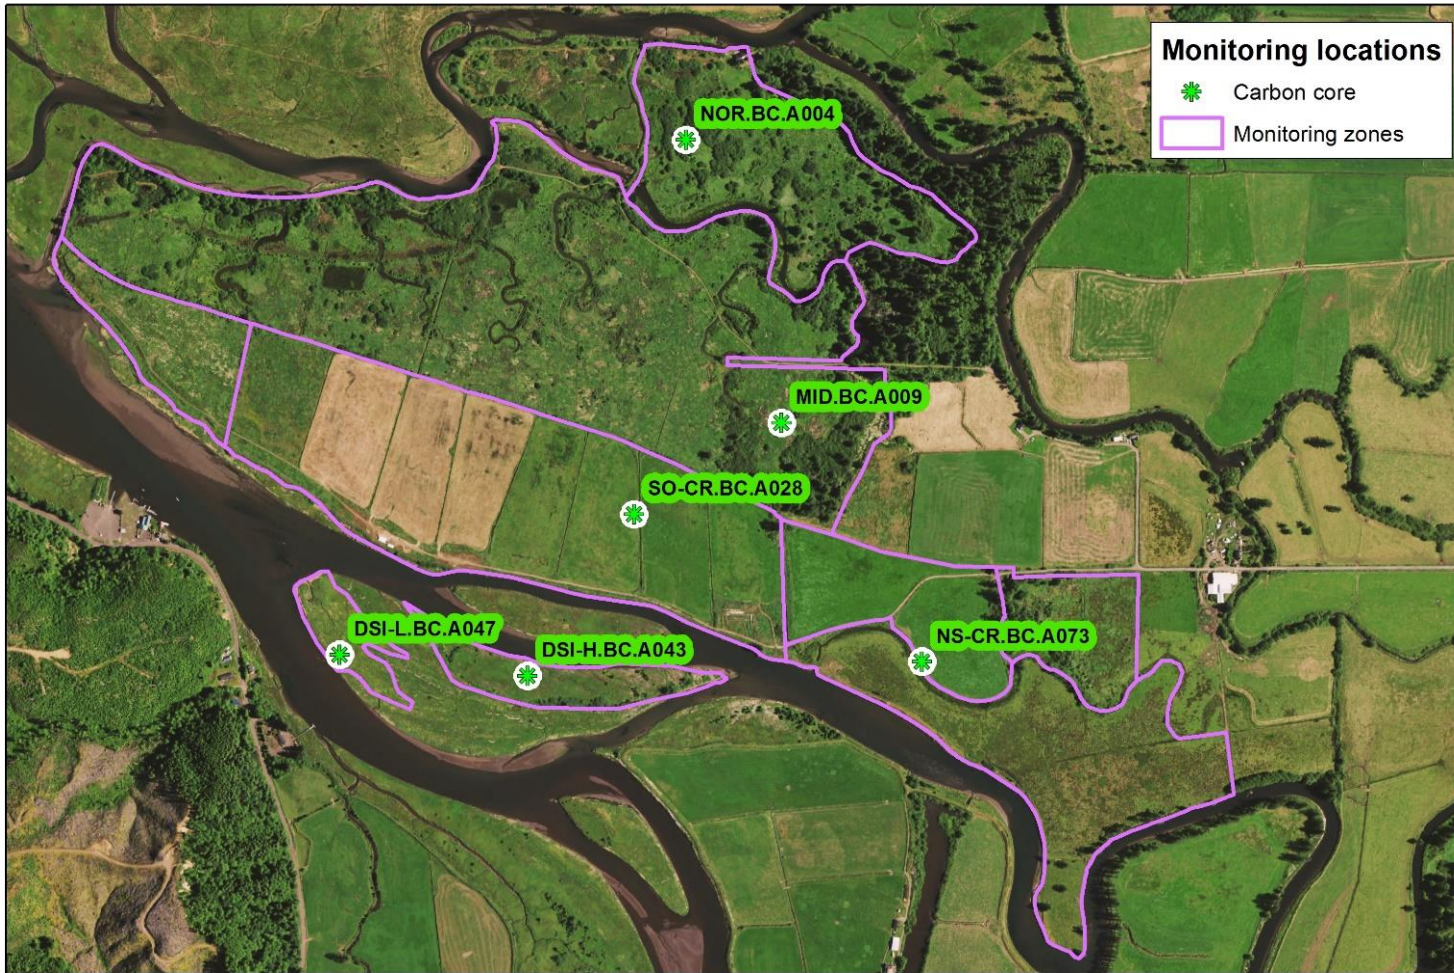 Monitoring locations
Carbon core
Monitoring zones
NOR.BC.A004
MID.BC.A009
SO-CR.BC.A028
DSI-L.BC.A047
DSI-H.BC.A043
NS-CR.BC.A073